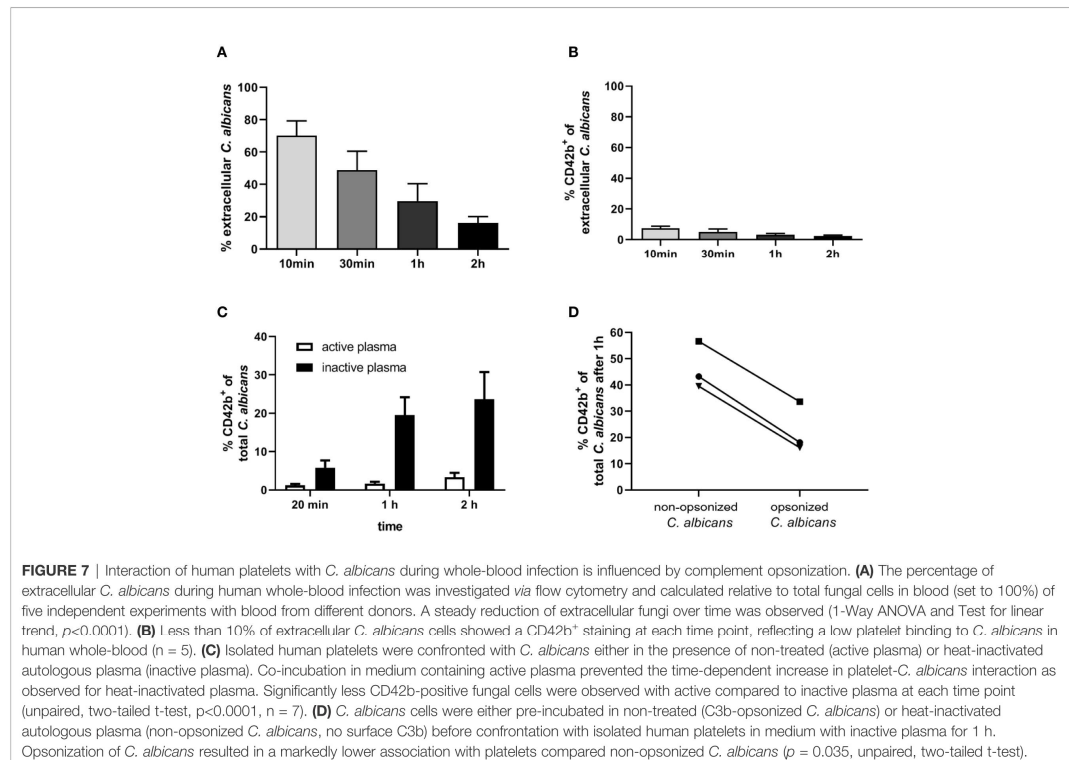 A
100
80
60
40
20
0
% extracellular C. albicans
10min 30min 1h 2h
B
100
80
60
40
20
0
% CD42b+ of
extracellular C. albicans
10min 30min 1h 2h
C
40
30
20
10
0
% CD42b+ of
total C. albicans
active plasma
inactive plasma
20 min 1 h 2 h
time
D
60
50
40
30
20
10
0
% CD42b+ of
total C. albicans after 1h
non-opsonized opsonized
C. albicans C. albicans
FIGURE 7 | Interaction of human platelets with C. albicans during whole-blood infection is influenced by complement opsonization. (A) The percentage of
extracellular C. albicans during human whole-blood infection was investigated via flow cytometry and calculated relative to total fungal cells in blood (set to 100%) of
five independent experiments with blood from different donors. A steady reduction of extracellular fungi over time was observed (1-Way ANOVA and Test for linear
trend, p<0.0001). (B) Less than 10% of extracellular C. albicans cells showed a CD42b+ staining at each time point, reflecting a low platelet binding to C. albicans in
human whole-blood (n = 5). (C) Isolated human platelets were confronted with C. albicans either in the presence of non-treated (active plasma) or heat-inactivated
autologous plasma (inactive plasma). Co-incubation in medium containing active plasma prevented the time-dependent increase in platelet-C. albicans interaction as
observed for heat-inactivated plasma. Significantly less CD42b-positive fungal cells were observed with active compared to inactive plasma at each time point
(unpaired, two-tailed t-test, p<0.0001, n = 7). (D) C. albicans cells were either pre-incubated in non-treated (C3b-opsonized C. albicans) or heat-inactivated
autologous plasma (non-opsonized C. albicans, no surface C3b) before confrontation with isolated human platelets in medium with inactive plasma for 1 h.
Opsonization of C. albicans resulted in a markedly lower association with platelets compared non-opsonized C. albicans (p = 0.035, unpaired, two-tailed t-test).